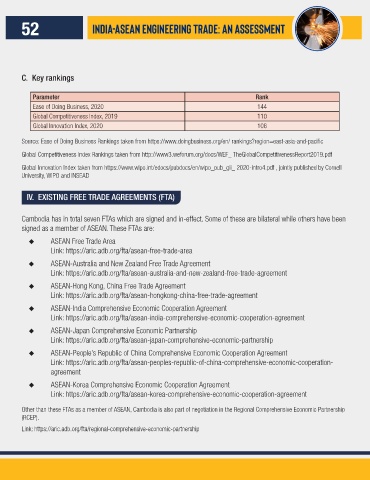 52
INDIA-ASEAN ENGINEERING TRADE: AN ASSESSMENT
C. Key rankings
Parameter Rank
Ease of Doing Business, 2020 144
Global Competitiveness Index, 2019 110
Global Innovation Index, 2020 106
Source: Ease of Doing Business Rankings taken from https://www.doingbusiness.org/en/ rankings?region=east-asia-and-pacific
Global Competitiveness index Rankings taken from http://www3.weforum.org/docs/WEF_ TheGlobalCompetitivenessReport2019.pdf
Global Innovation Index taken from https://www.wipo.int/edocs/pubdocs/en/wipo_pub_gii_ 2020-intro4.pdf , jointly published by Cornell
University, WIPO and INSEAD
IV. EXISTING FREE TRADE AGREEMENTS (FTA)
Cambodia has in total seven FTAs which are signed and in-effect. Some of these are bilateral while others have been
signed as a member of ASEAN. These FTAs are:
◆ ASEAN Free Trade Area
Link: https://aric.adb.org/fta/asean-free-trade-area
◆ ASEAN-Australia and New Zealand Free Trade Agreement
Link: https://aric.adb.org/fta/asean-australia-and-new-zealand-free-trade-agreement
◆ ASEAN-Hong Kong, China Free Trade Agreement
Link: https://aric.adb.org/fta/asean-hongkong-china-free-trade-agreement
◆ ASEAN-India Comprehensive Economic Cooperation Agreement
Link: https://aric.adb.org/fta/asean-india-comprehensive-economic-cooperation-agreement
◆ ASEAN-Japan Comprehensive Economic Partnership
Link: https://aric.adb.org/fta/asean-japan-comprehensive-economic-partnership
◆ ASEAN-People's Republic of China Comprehensive Economic Cooperation Agreement
Link: https://aric.adb.org/fta/asean-peoples-republic-of-china-comprehensive-economic-cooperation-
agreement
◆ ASEAN-Korea Comprehensive Economic Cooperation Agreement
Link: https://aric.adb.org/fta/asean-korea-comprehensive-economic-cooperation-agreement
Other than these FTAs as a member of ASEAN, Cambodia is also part of negotiation in the Regional Comprehensive Economic Partnership
(RCEP).
Link: https://aric.adb.org/fta/regional-comprehensive-economic-partnership